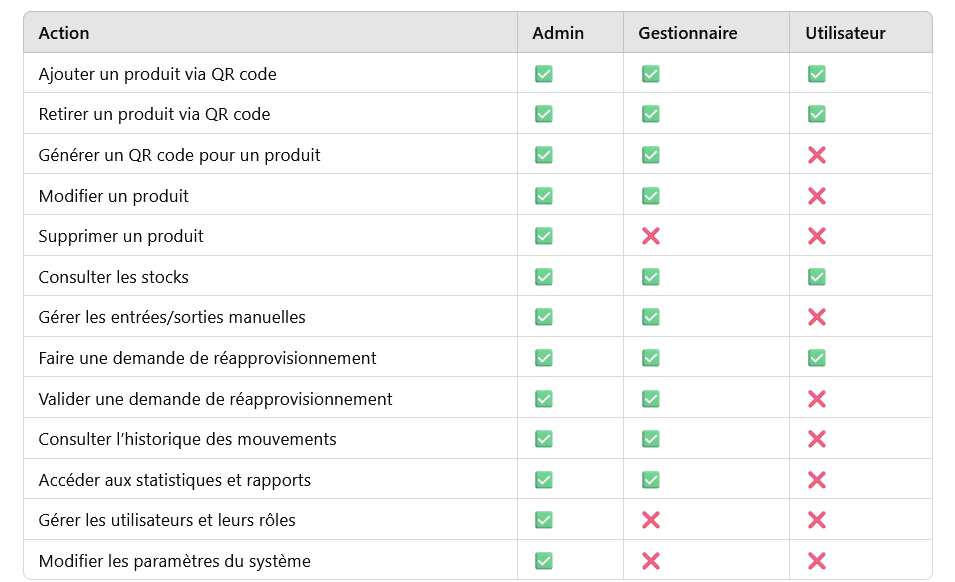 Action Admin Gestionnaire Utilisateur
Ajouter un produit via QR code ✅ ✅ ✅
Retirer un produit via QR code ✅ ✅ ✅
Générer un QR code pour un produit ✅ ✅ ❌
Modifier un produit ✅ ✅ ❌
Supprimer un produit ✅ ❌ ❌
Consulter les stocks ✅ ✅ ✅
Gérer les entrées/sorties manuelles ✅ ✅ ❌
Faire une demande de réapprovisionnement ✅ ✅ ✅
Valider une demande de réapprovisionnement ✅ ✅ ❌
Consulter l’historique des mouvements ✅ ✅ ❌
Accéder aux statistiques et rapports ✅ ✅ ❌
Gérer les utilisateurs et leurs rôles ✅ ❌ ❌
Modifier les paramètres du système ✅ ❌ ❌